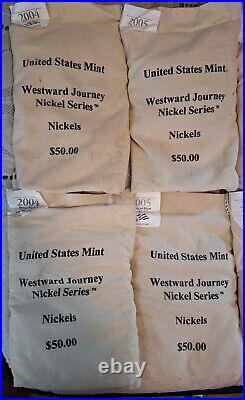 2004
United States Mint
Westward Journey
Nickel Series™
Nickels
$50.00
2005
United States Mint
Westward Journey
Nickel Series™
Nickels
$50.00
2004
United States Mint
Westward Journey
Nickel Series™
Nickels
$50.00
2005
United States Mint
Westward Journey
Nickel Series™
Nickels
$50.00
watermarks.com